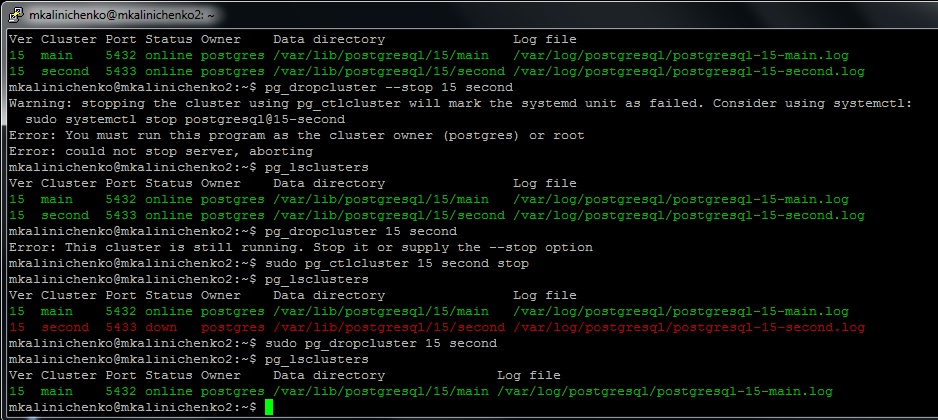 mkalinichenko@mkalinichenko2: ~
Ver Cluster Port Status Owner    Data directory                Log file
15  main    5432 online postgres /var/lib/postgresql/15/main   /var/log/postgresql/postgresql-15-main.log
15  second  5433 online postgres /var/lib/postgresql/15/second /var/log/postgresql/postgresql-15-second.log
mkalinichenko@mkalinichenko2:~$ pg_dropcluster --stop 15 second
Warning: stopping the cluster using pg_ctlcluster will mark the systemd unit as failed. Consider using systemctl:
  sudo systemctl stop postgresql@15-second
Error: You must run this program as the cluster owner (postgres) or root
Error: could not stop server, aborting
mkalinichenko@mkalinichenko2:~$ pg_lsclusters
Ver Cluster Port Status Owner    Data directory                Log file
15  main    5432 online postgres /var/lib/postgresql/15/main   /var/log/postgresql/postgresql-15-main.log
15  second  5433 online postgres /var/lib/postgresql/15/second /var/log/postgresql/postgresql-15-second.log
mkalinichenko@mkalinichenko2:~$ pg_dropcluster 15 second
Error: This cluster is still running. Stop it or supply the --stop option
mkalinichenko@mkalinichenko2:~$ sudo pg_ctlcluster 15 second stop
mkalinichenko@mkalinichenko2:~$ pg_lsclusters
Ver Cluster Port Status Owner    Data directory                Log file
15  main    5432 online postgres /var/lib/postgresql/15/main   /var/log/postgresql/postgresql-15-main.log
15  second  5433 down   postgres /var/lib/postgresql/15/second /var/log/postgresql/postgresql-15-second.log
mkalinichenko@mkalinichenko2:~$ sudo pg_dropcluster 15 second
mkalinichenko@mkalinichenko2:~$ pg_lsclusters
Ver Cluster Port Status Owner    Data directory              Log file
15  main    5432 online postgres /var/lib/postgresql/15/main /var/log/postgresql/postgresql-15-main.log
mkalinichenko@mkalinichenko2:~$